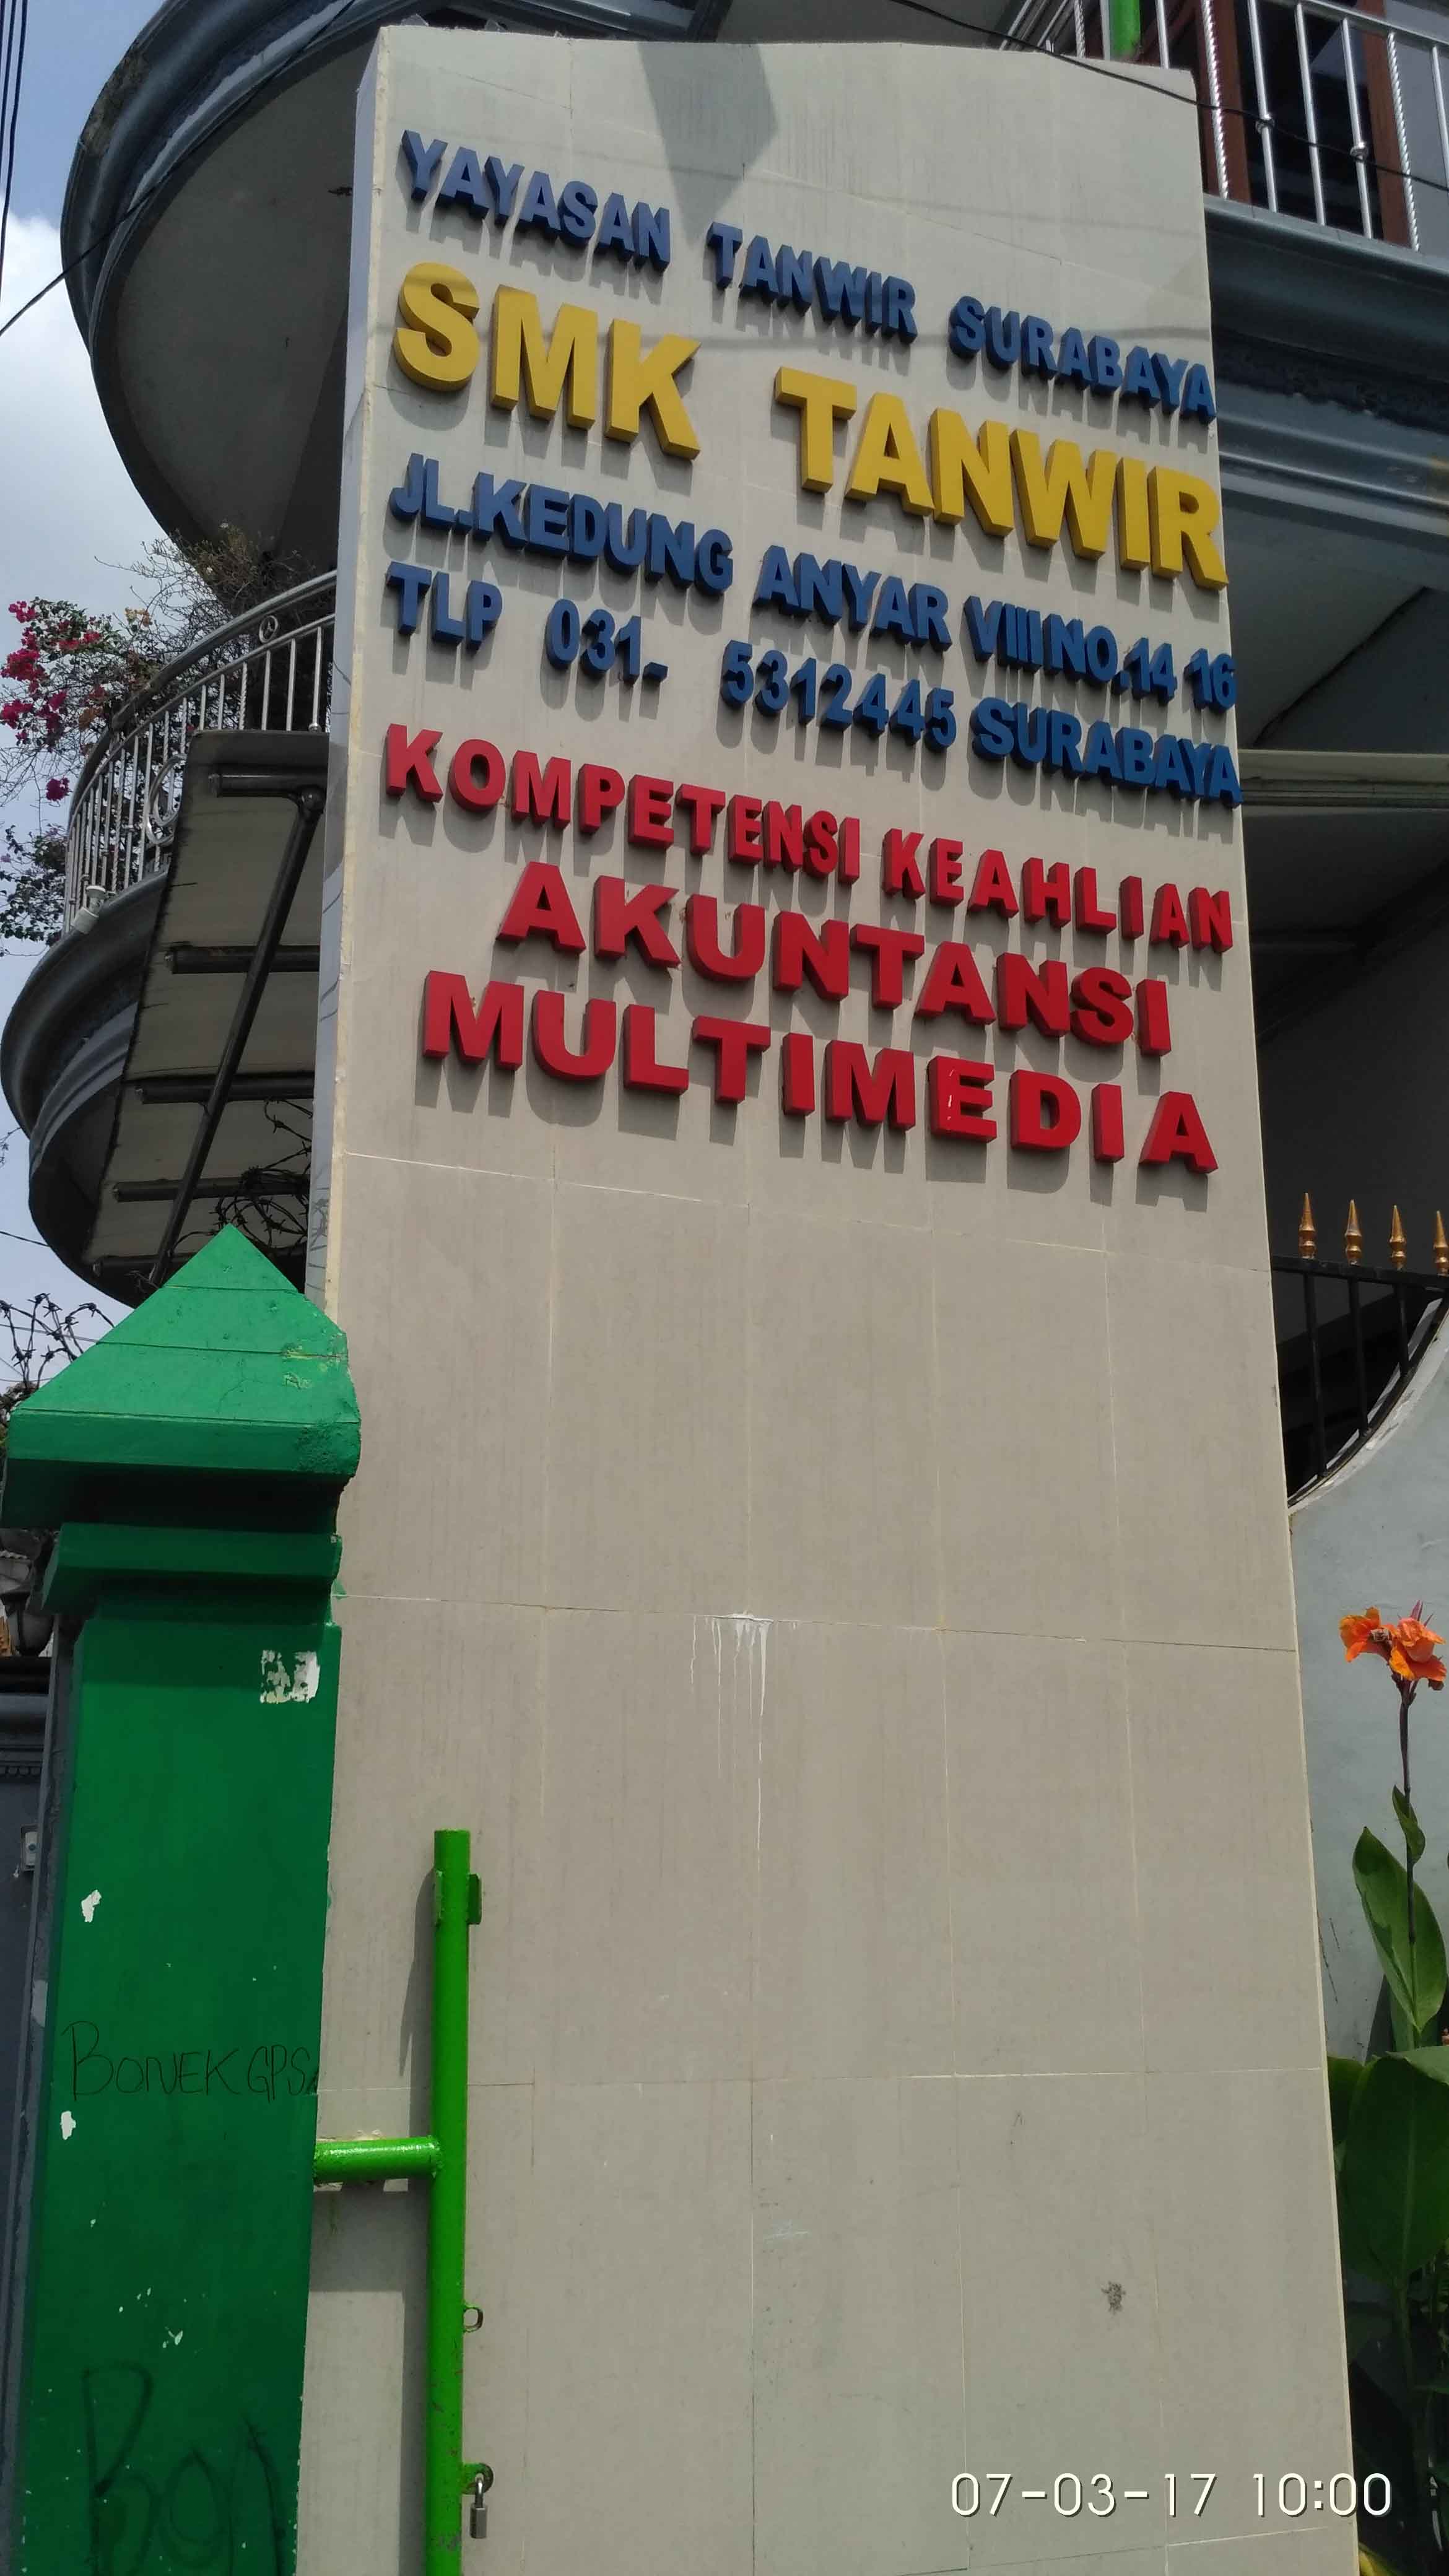 YAYASAN TANWIR SURABAYA
SMK TANWIR
JL.KEDUNG ANYAR VIII NO.14 16
TLP 031- 5312445 SURABAYA
KOMPETENSI KEAHLIAN
AKUNTANSI
MULTIMEDIA
BONEK GPS
Bon
07-03-17 10:00